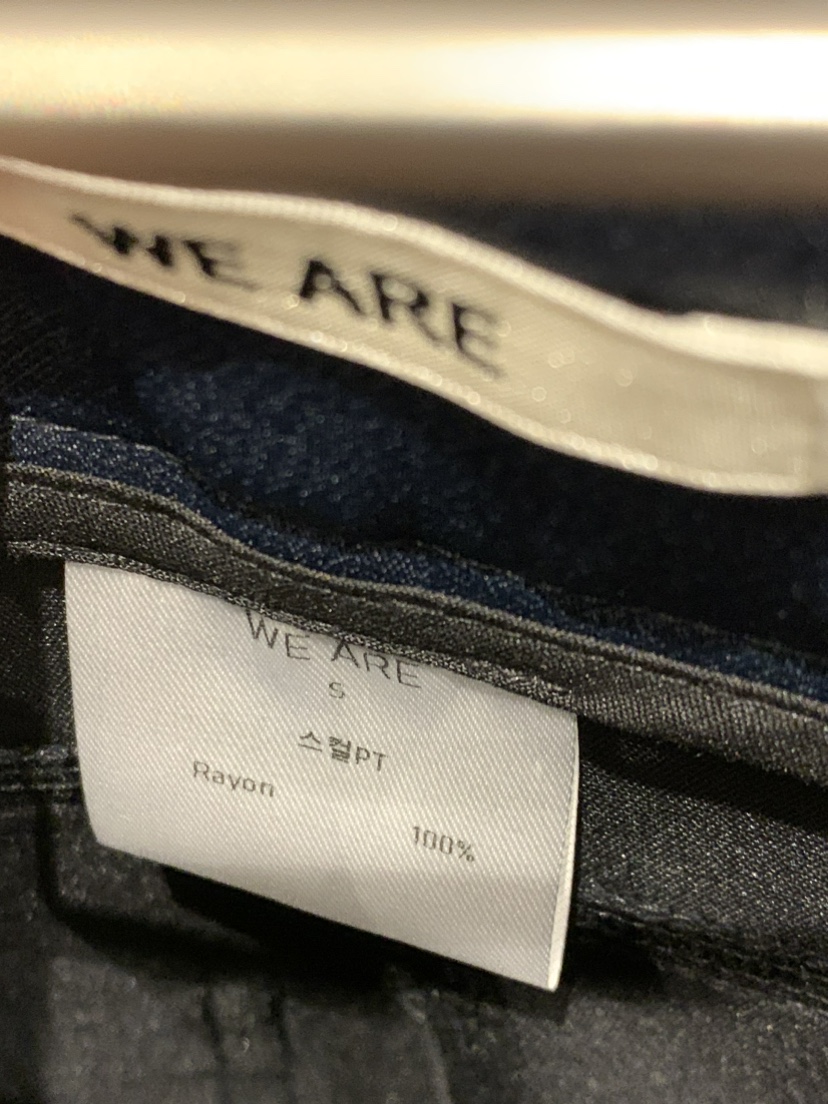 WE ARE
WE ARE
S
스컬PT
Rayon
100%